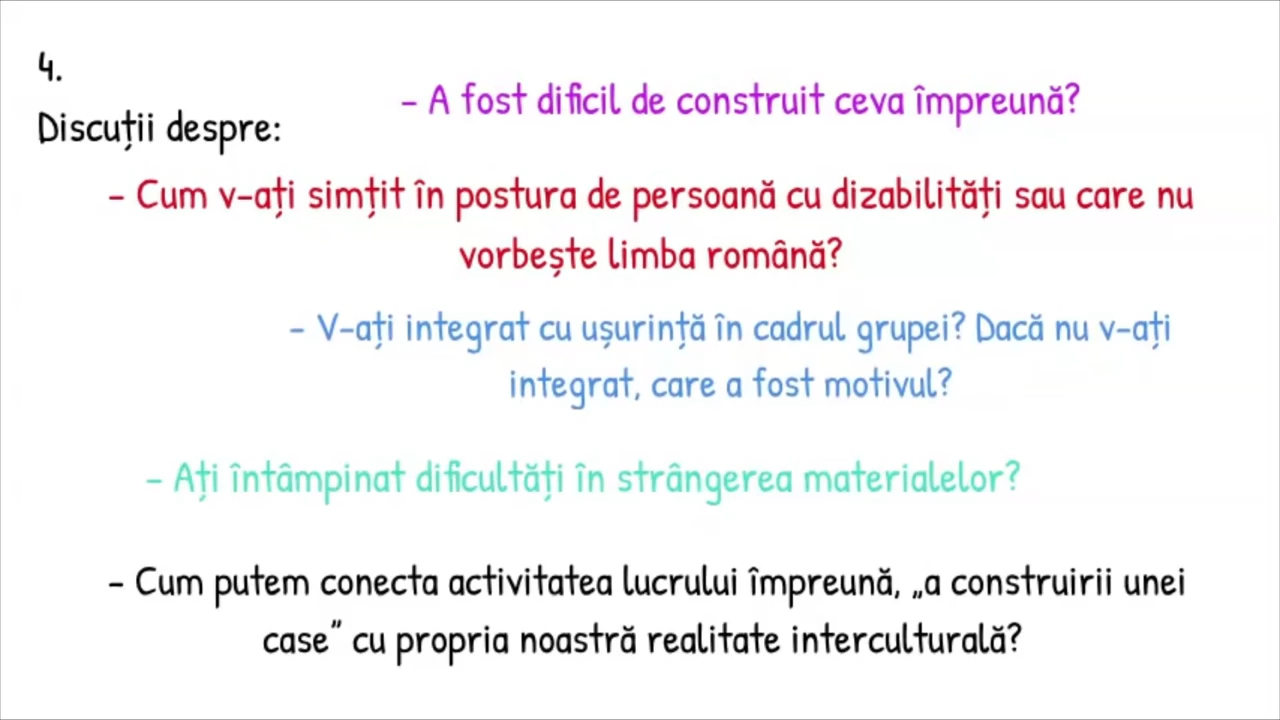 4.
Discuții despre:
- A fost dificil de construit ceva împreună?
- Cum v-ați simțit în postura de persoană cu dizabilități sau care nu
vorbește limba română?
- V-ați integrat cu ușurință în cadrul grupei? Dacă nu v-ați
integrat, care a fost motivul?
- Ați întâmpinat dificultăți în strângerea materialelor?
- Cum putem conecta activitatea lucrului împreună, „a construirii unei
case” cu propria noastră realitate interculturală?